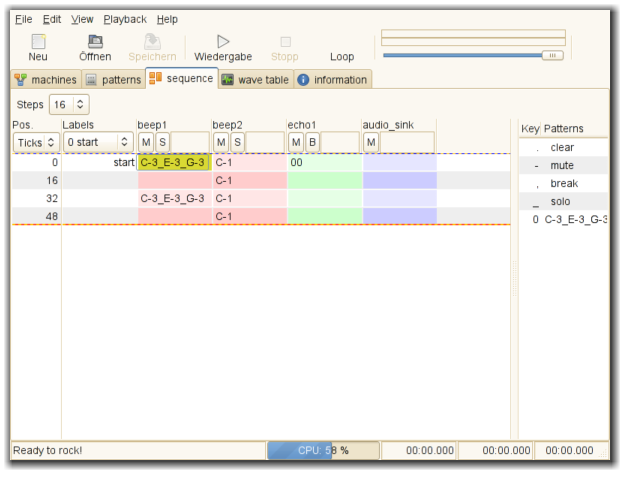 File Edit View Playback Help
Neu Öffnen Speichern Wiedergabe Stopp Loop
machines patterns sequence wave table information
Steps 16
Pos. Labels beep1 beep2 echo1 audio_sink Key Patterns
Ticks 0 start M S M S M B M
. clear
0 start C-3_E-3_G-3 C-1 00
- mute
16 C-1
, break
32 C-3_E-3_G-3 C-1
_ solo
48 C-1
0 C-3_E-3_G-3
Ready to rock! CPU: 58 % 00:00.000 00:00.000 00:00.000